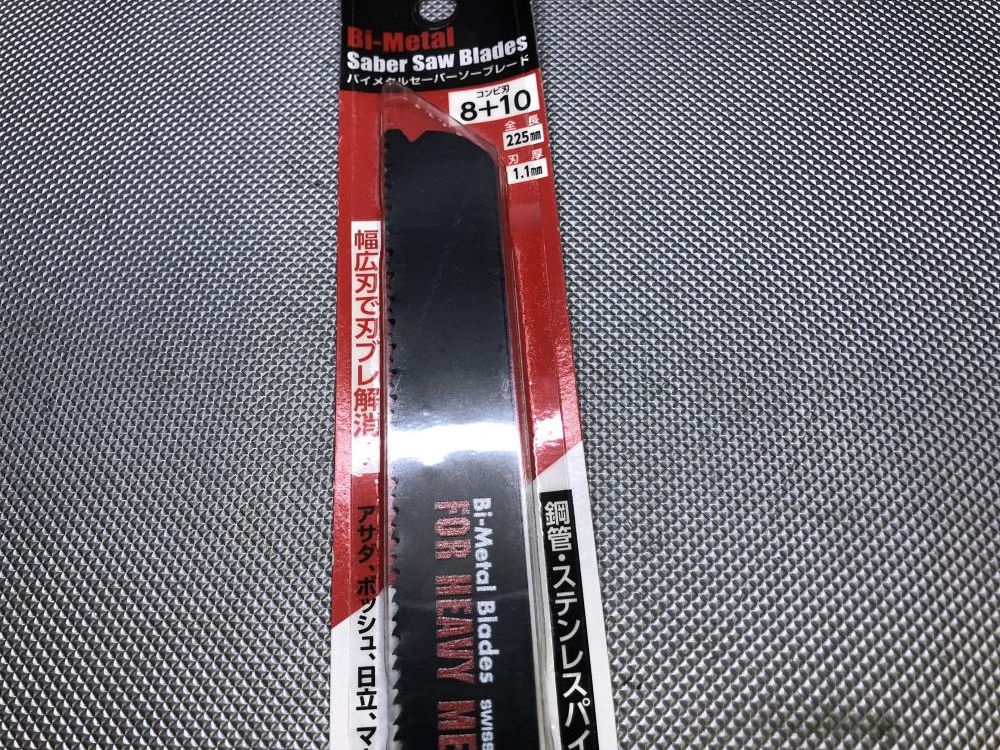 Bi-Metal
Saber Saw Blades
バイメタルセーバーソーブレード
コンビ刃
8+10
全長
225mm
刃厚
1.1mm
幅広刃で刃ブレ解消
アサダ、ボッシュ、日立、マ
Bi-Metal Blades swiss
FOR HEAVY ME
鋼管・ステンレスパイ